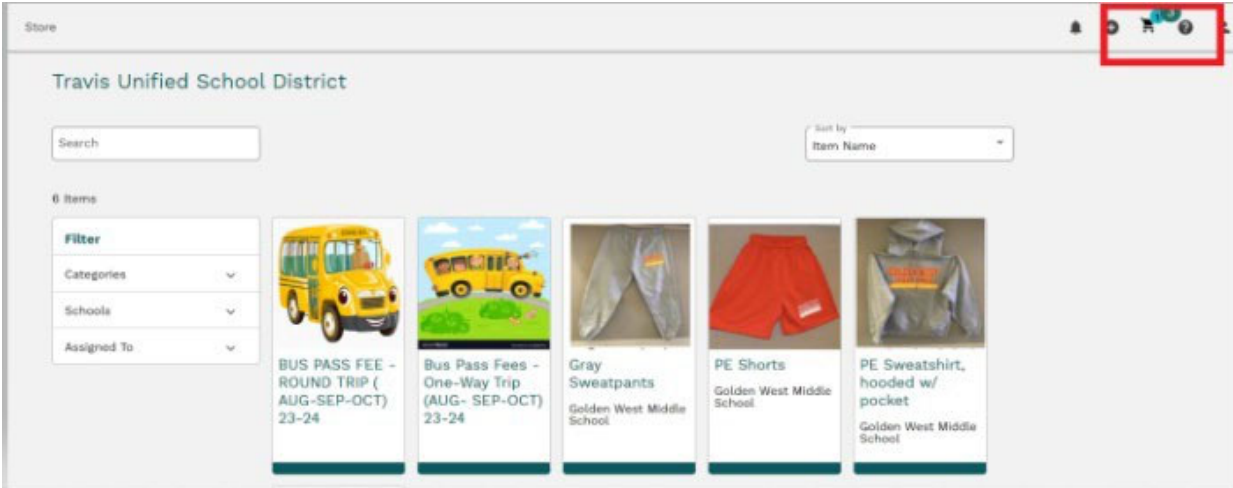 Store
1
Travis Unified School District
Search
Sort by
Item Name
6 Items
Filter
Categories
Schools
Assigned To
BUS PASS FEE -
ROUND TRIP (
AUG-SEP-OCT)
23-24
Bus Pass Fees -
One-Way Trip
(AUG- SEP-OCT)
23-24
Gray
Sweatpants
Golden West Middle
School
PE Shorts
Golden West Middle
School
PE Sweatshirt,
hooded w/
pocket
Golden West Middle
School